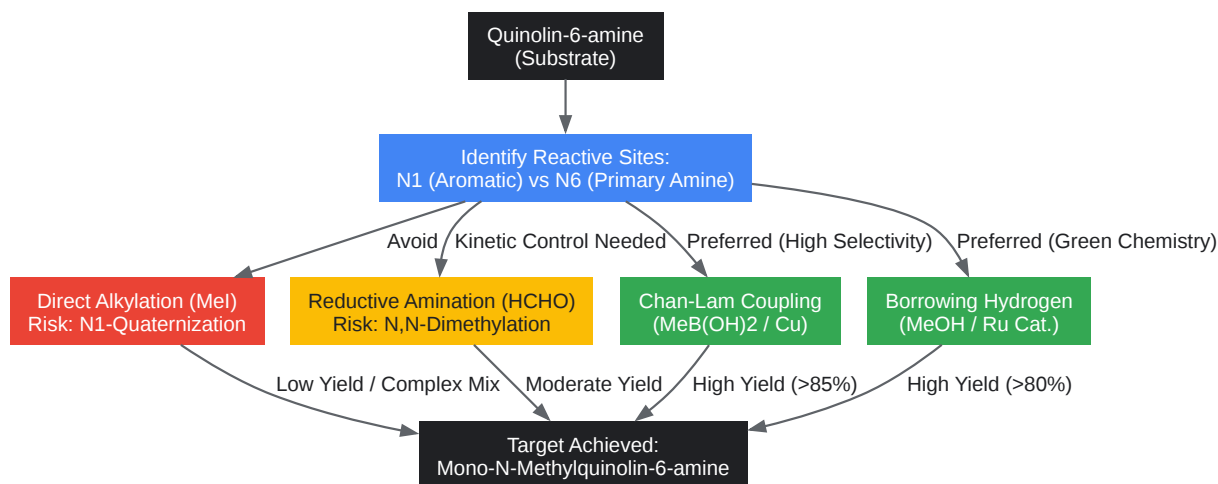 Quinolin-6-amine
(Substrate)
Identify Reactive Sites:
N1 (Aromatic) vs N6 (Primary Amine)
Avoid
Kinetic Control Needed
Preferred (High Selectivity)
Preferred (Green Chemistry)
Direct Alkylation (MeI)
Risk: N1-Quaternization
Reductive Amination (HCHO)
Risk: N,N-Dimethylation
Chan-Lam Coupling
(MeB(OH)2 / Cu)
Borrowing Hydrogen
(MeOH / Ru Cat.)
Low Yield / Complex Mix
Moderate Yield
High Yield (>85%)
High Yield (>80%)
Target Achieved:
Mono-N-Methylquinolin-6-amine